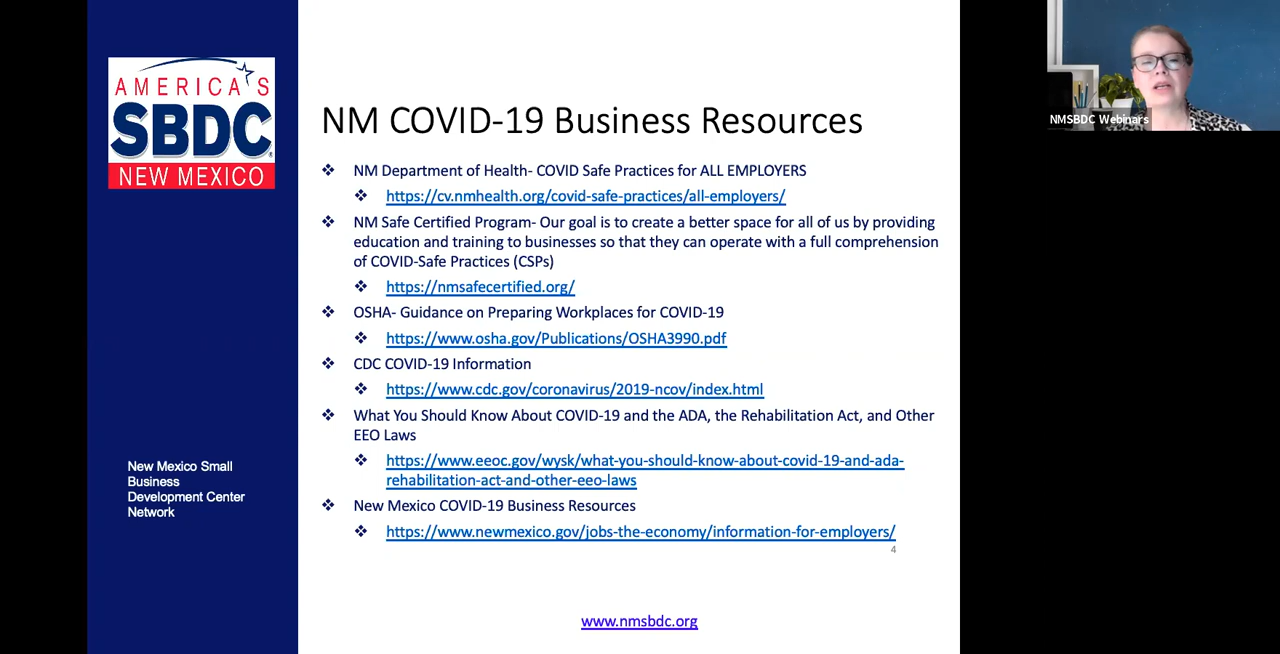 AMERICA'S
SBDC
NEW MEXICO
New Mexico Small
Business
Development Center
Network
NM COVID-19 Business Resources
❖ NM Department of Health- COVID Safe Practices for ALL EMPLOYERS
❖ https://cv.nmhealth.org/covid-safe-practices/all-employers/
❖ NM Safe Certified Program- Our goal is to create a better space for all of us by providing
education and training to businesses so that they can operate with a full comprehension
of COVID-Safe Practices (CSPs)
❖ https://nmsafecertified.org/
❖ OSHA- Guidance on Preparing Workplaces for COVID-19
❖ https://www.osha.gov/Publications/OSHA3990.pdf
❖ CDC COVID-19 Information
❖ https://www.cdc.gov/coronavirus/2019-ncov/index.html
❖ What You Should Know About COVID-19 and the ADA, the Rehabilitation Act, and Other
EEO Laws
❖ https://www.eeoc.gov/wysk/what-you-should-know-about-covid-19-and-ada-
rehabilitation-act-and-other-eeo-laws
❖ New Mexico COVID-19 Business Resources
❖ https://www.newmexico.gov/jobs-the-economy/information-for-employers/
4
www.nmsbdc.org
NMSBDC Webinars